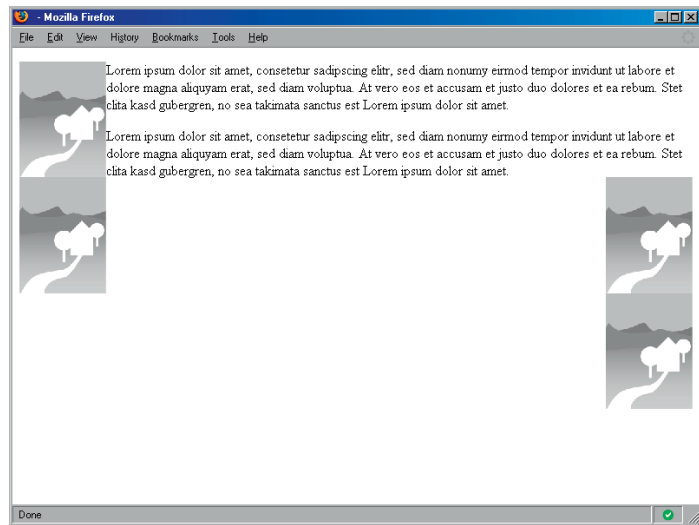 - Mozilla Firefox
File Edit View History Bookmarks Tools Help
Lorem ipsum dolor sit amet, consetetur sadipscing elitr, sed diam nonumy eirmod tempor invidunt ut labore et
dolore magna aliquyam erat, sed diam voluptua. At vero eos et accusam et justo duo dolores et ea rebum. Stet
clita kasd gubergren, no sea takimata sanctus est Lorem ipsum dolor sit amet.
Lorem ipsum dolor sit amet, consetetur sadipscing elitr, sed diam nonumy eirmod tempor invidunt ut labore et
dolore magna aliquyam erat, sed diam voluptua. At vero eos et accusam et justo duo dolores et ea rebum. Stet
clita kasd gubergren, no sea takimata sanctus est Lorem ipsum dolor sit amet.
Done